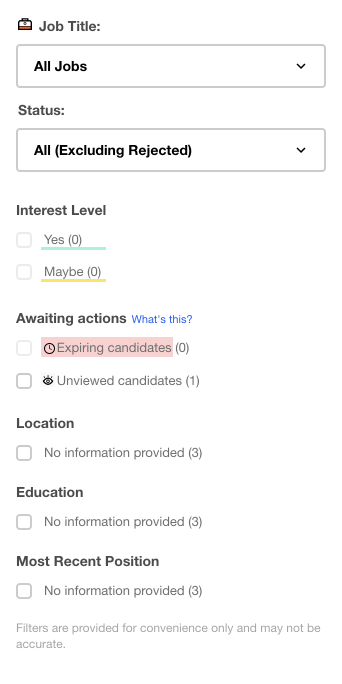 Job Title:
All Jobs
Status:
All (Excluding Rejected)
Interest Level
Yes (0)
Maybe (0)
Awaiting actions What's this?
Expiring candidates (0)
Unviewed candidates (1)
Location
No information provided (3)
Education
No information provided (3)
Most Recent Position
No information provided (3)
Filters are provided for convenience only and may not be
accurate.